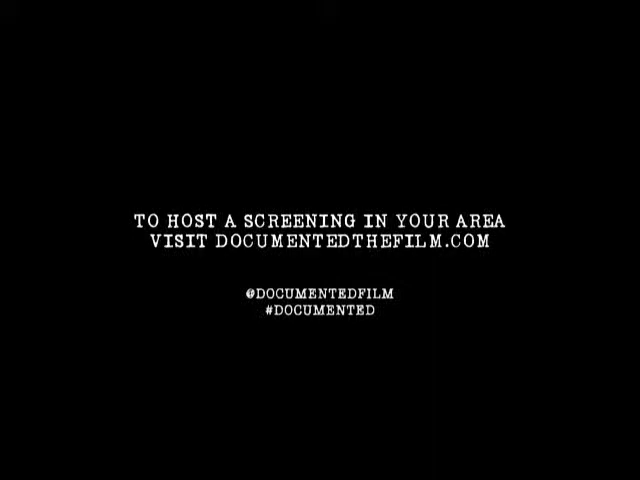 TO HOST A SCREENING IN YOUR AREA
VISIT DOCUMENTEDTHEFILM.COM
@DOCUMENTEDFILM
#DOCUMENTED